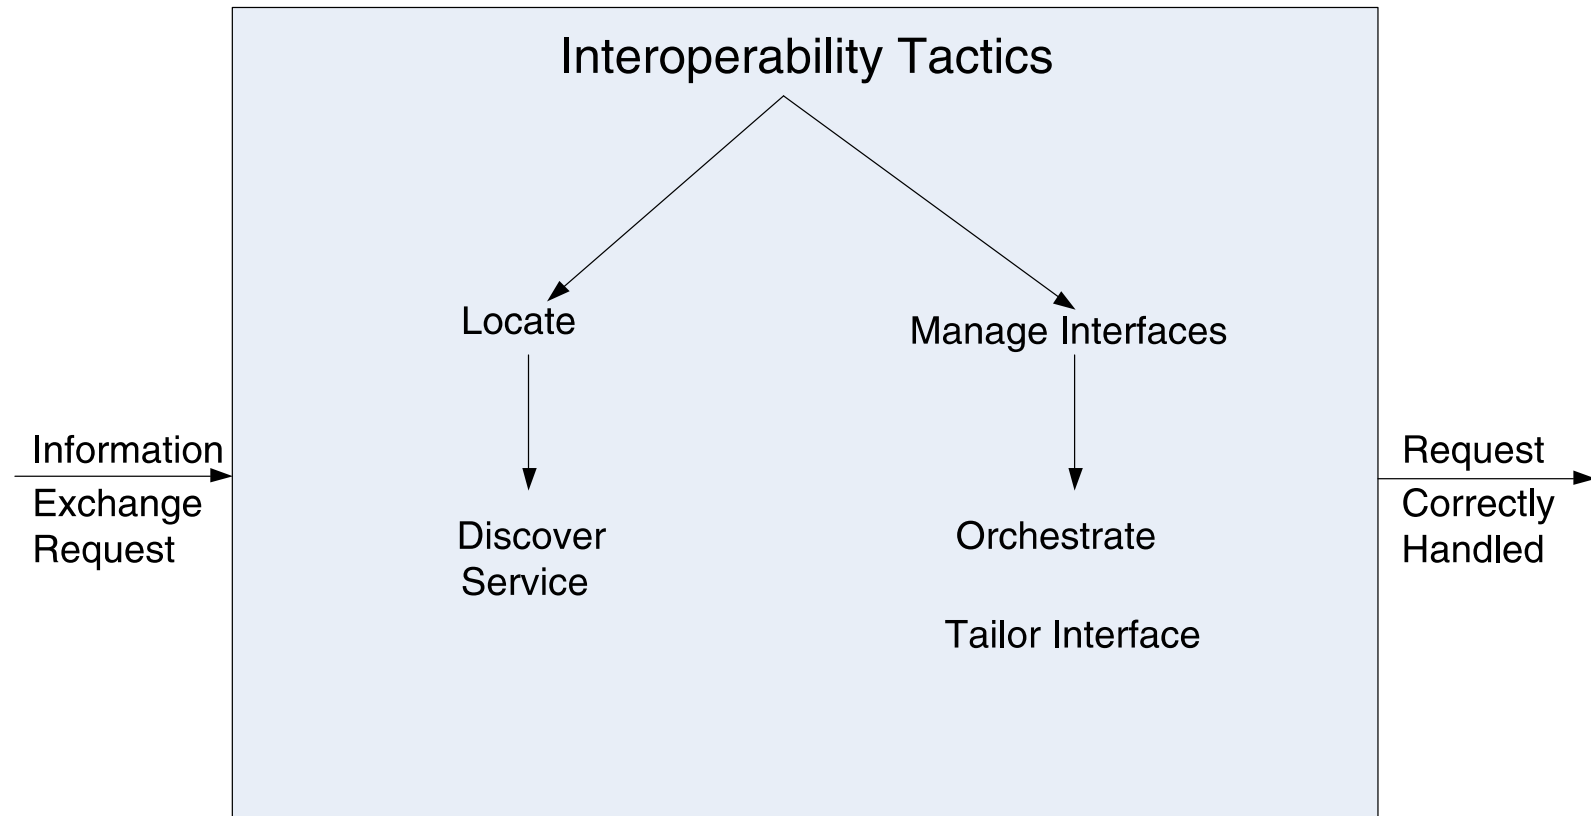 Interoperability Tactics
Locate
Manage Interfaces
Information
Exchange
Request
Discover
Service
Orchestrate
Tailor Interface
Request
Correctly
Handled